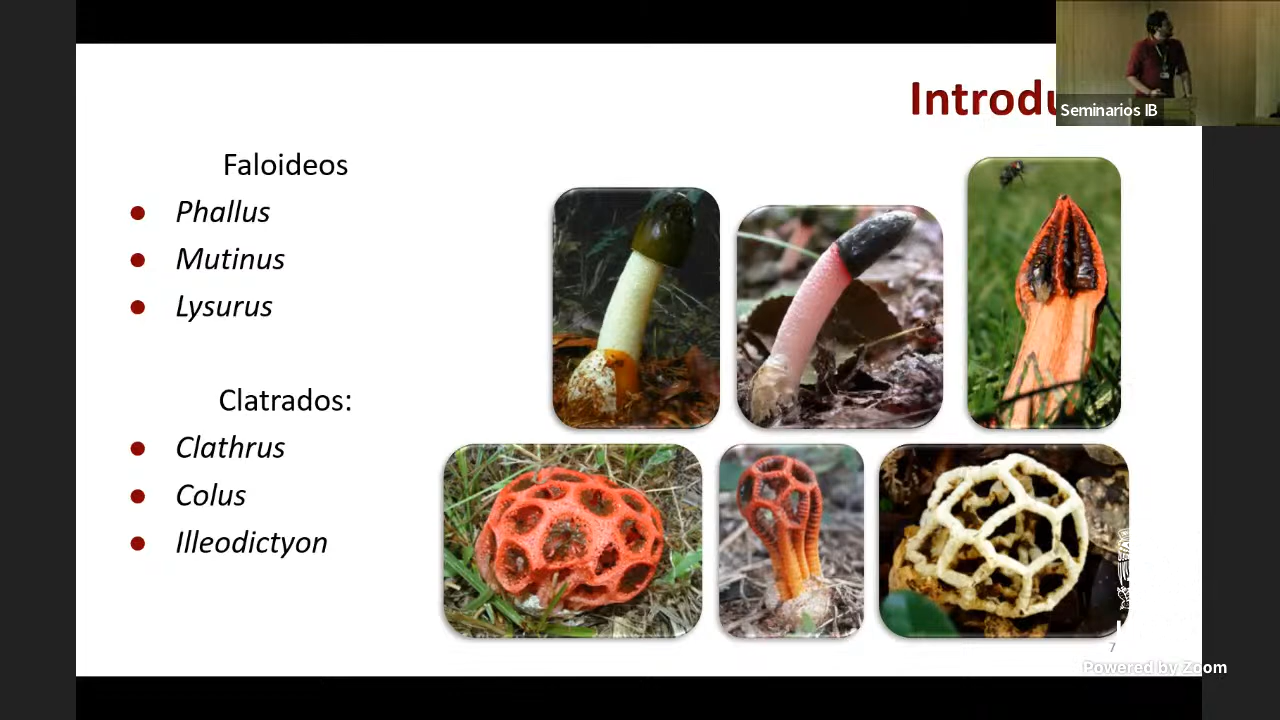 Introdu
Seminarios IB
Faloideos
Phallus
Mutinus
Lysurus
Clatrados:
Clathrus
Colus
Illeodictyon
7
Powered by Zoom